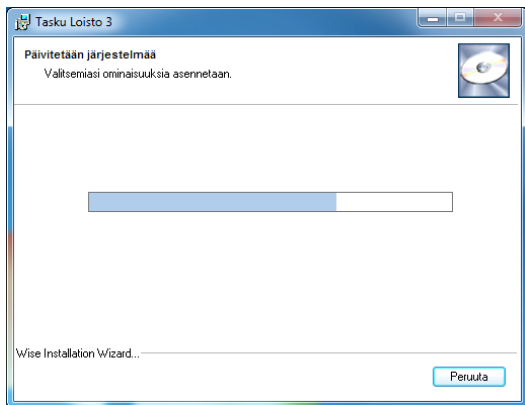 Tasku Loisto 3
Päivitetään järjestelmää
Valitsemiasi ominaisuuksia asennetaan.
Wise Installation Wizard...
Peruuta